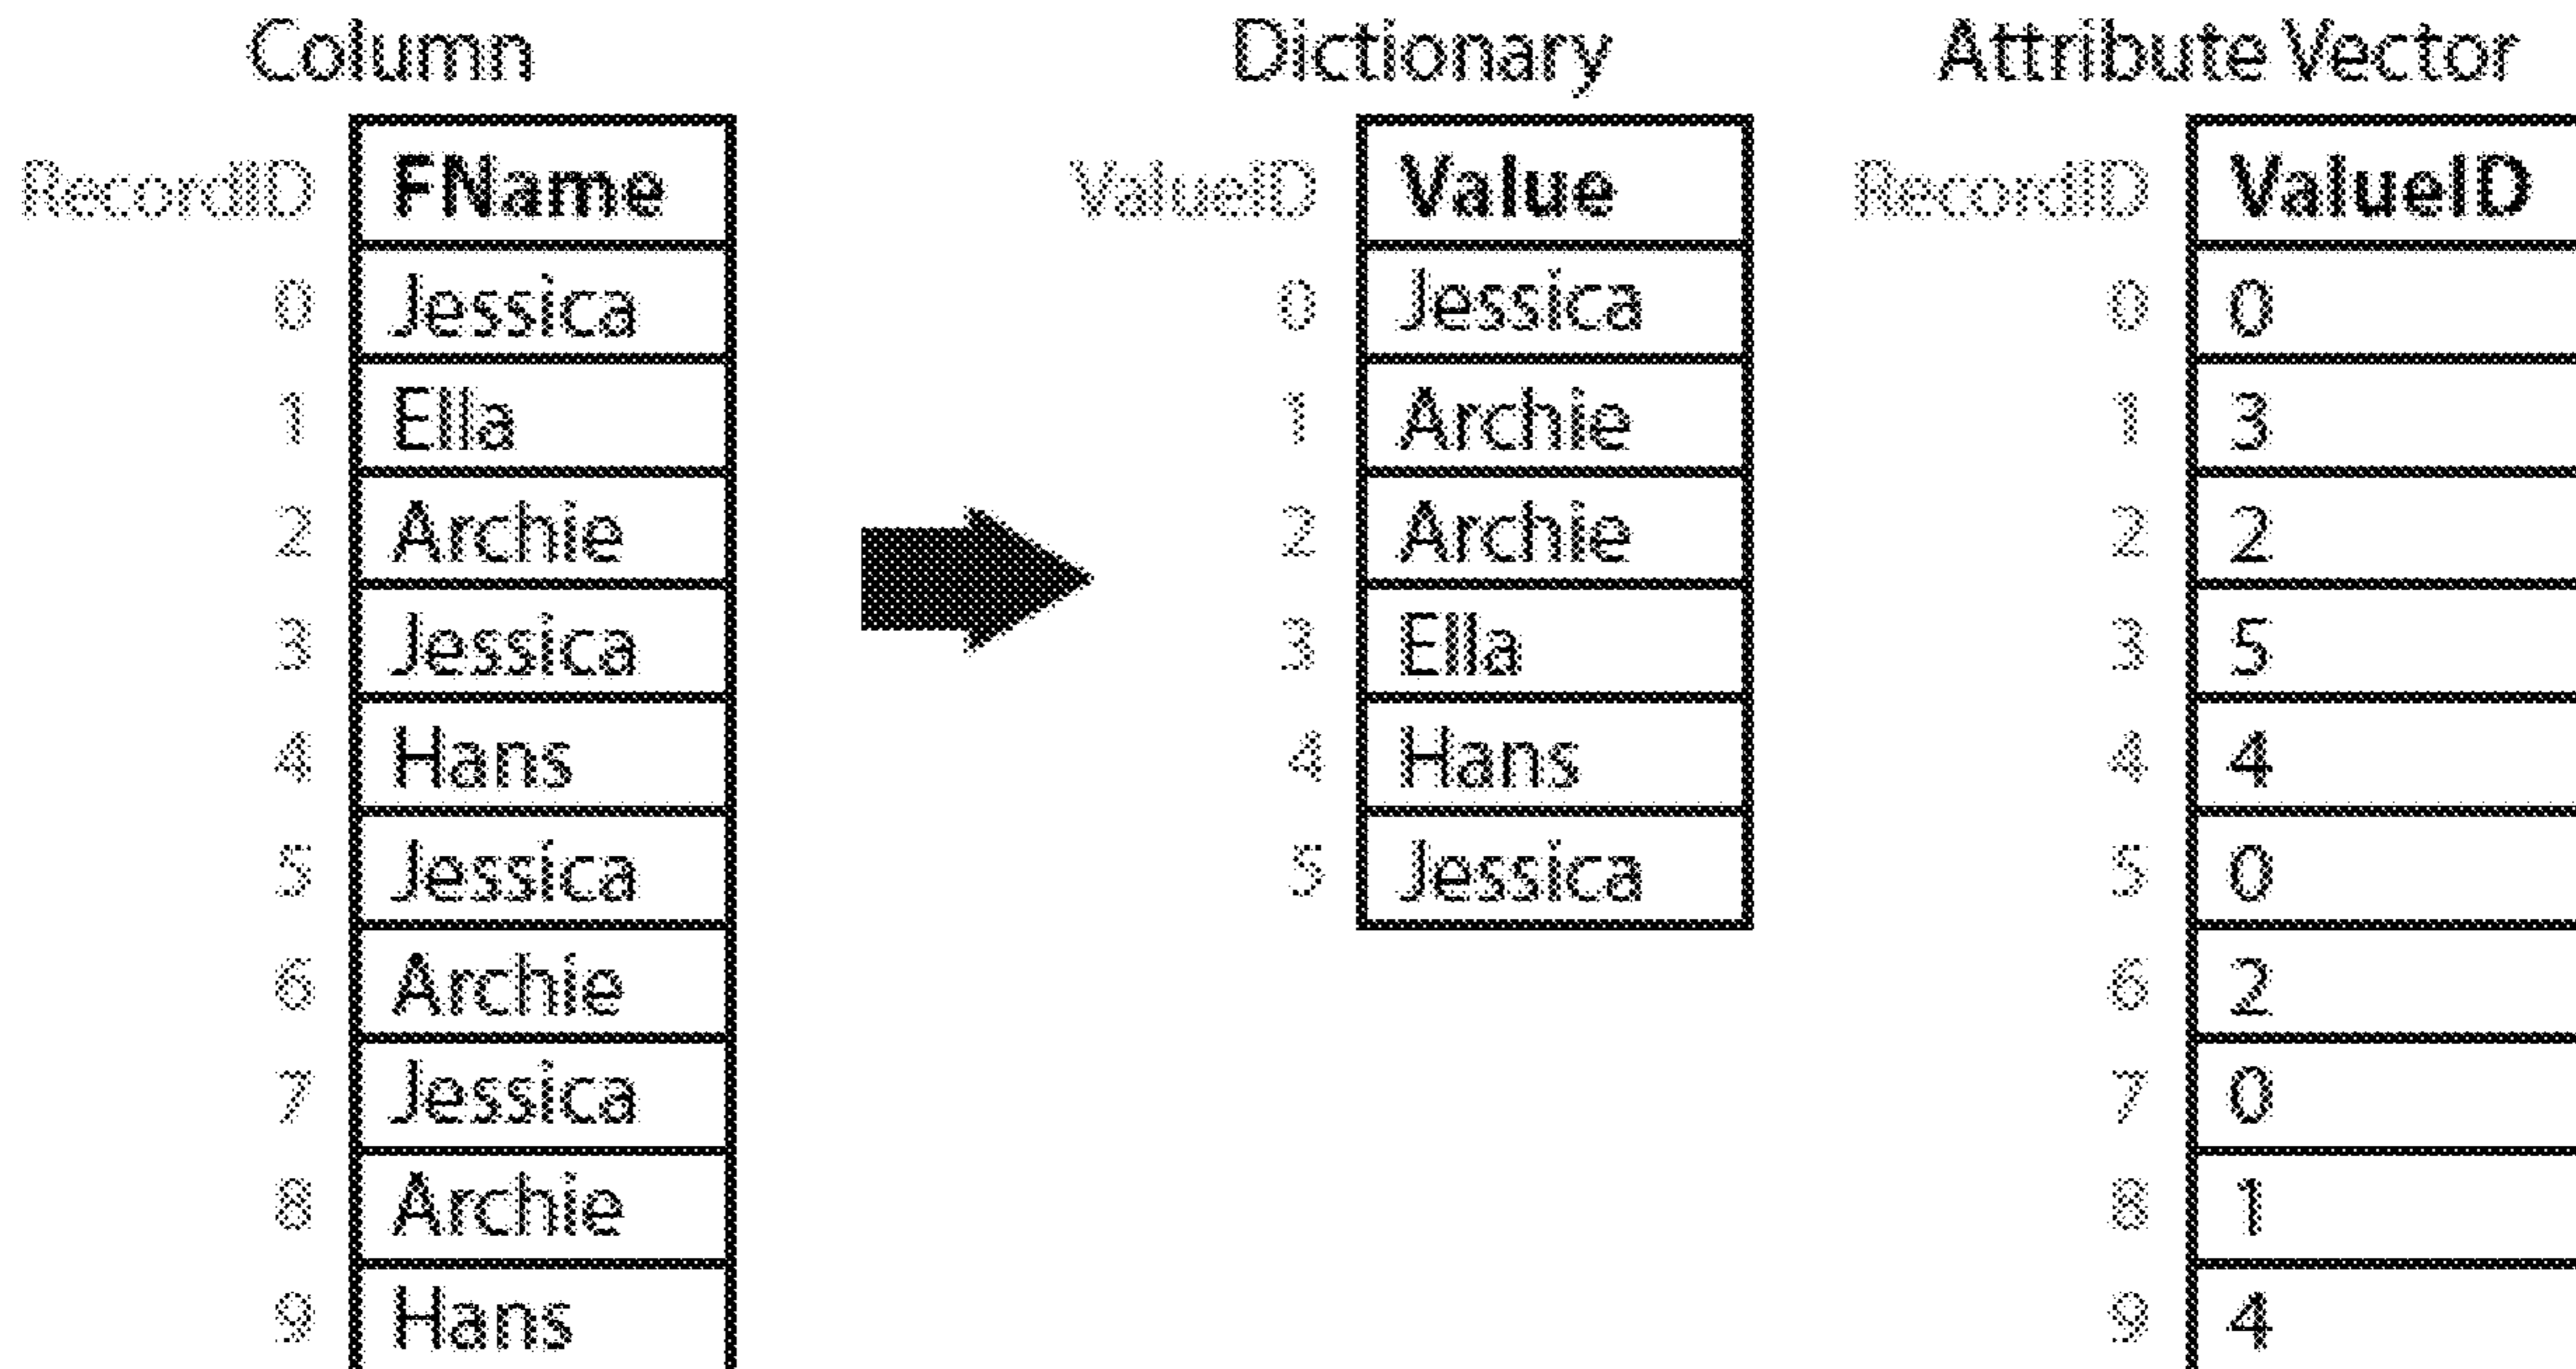 Column Dictionary Attribute Vector
RecordID FName ValueID Value RecordID ValueID
0 Jessica 0 Jessica 0 0
1 Ella 1 Archie 1 3
2 Archie 2 Archie 2 2
3 Jessica 3 Ella 3 5
4 Hans 4 Hans 4 4
5 Jessica 5 Jessica 5 0
6 Archie 6 2
7 Jessica 7 0
8 Archie 8 1
9 Hans 9 4